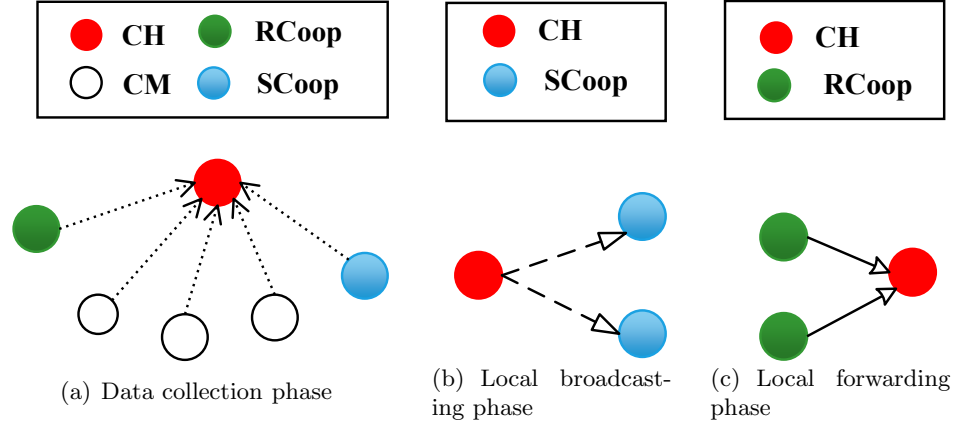 CH RCoop
CM SCoop
(a) Data collection phase
CH
SCoop
(b) Local broadcast-
ing phase
CH
RCoop
(c) Local forwarding
phase